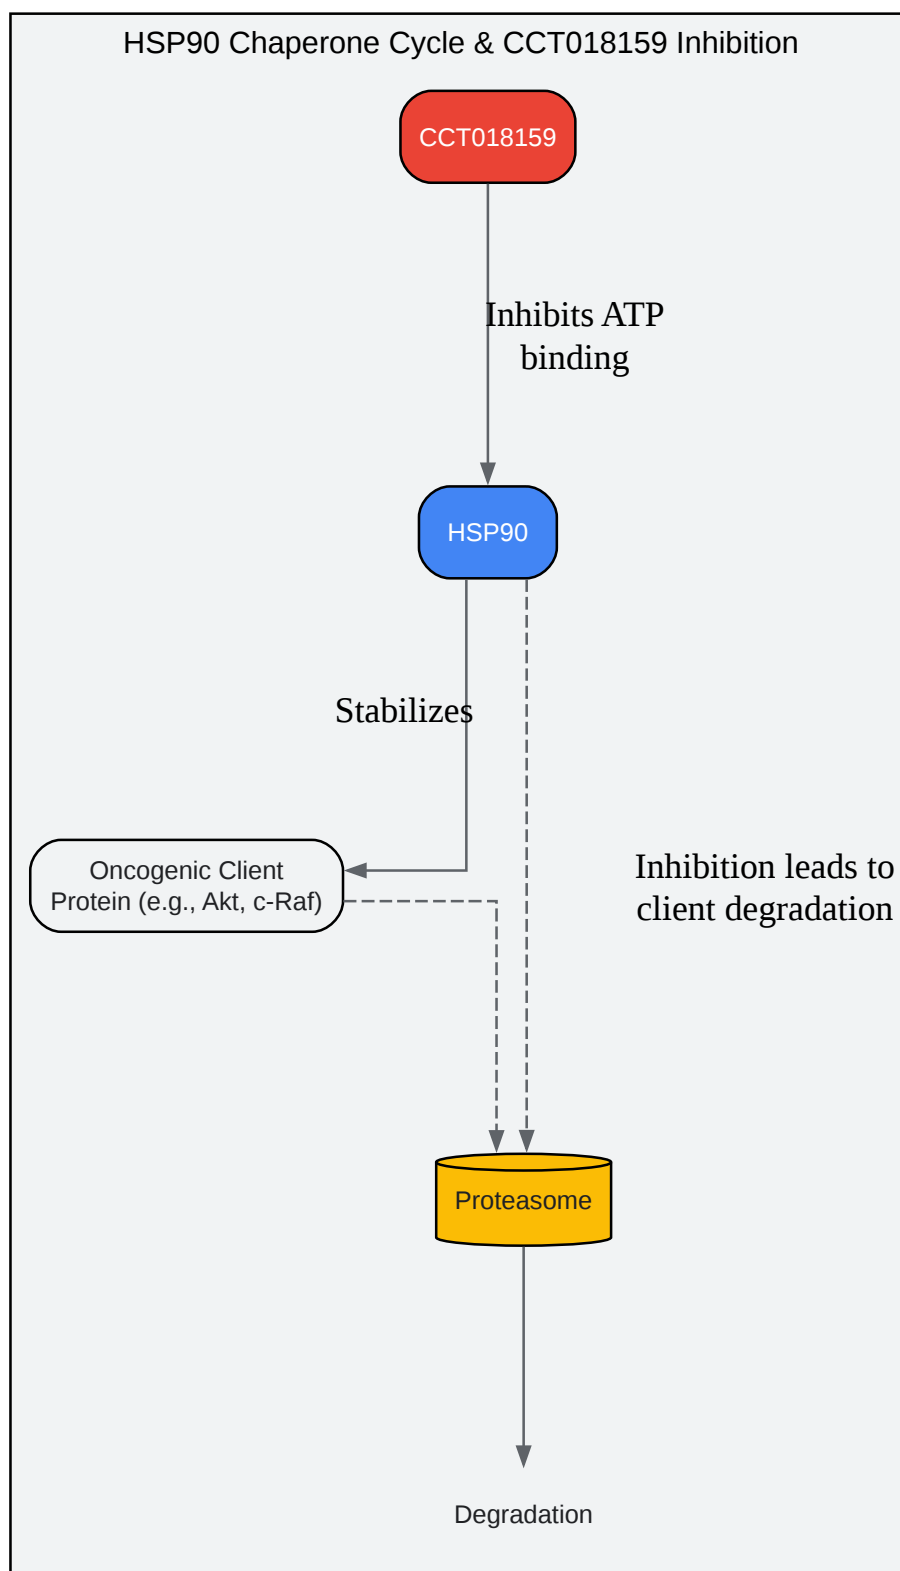 HSP90 Chaperone Cycle & CCT018159 Inhibition
CCT018159
Inhibits ATP
binding
HSP90
Stabilizes
Oncogenic Client
Protein (e.g., Akt, c-Raf)
Inhibition leads to
client degradation
Proteasome
Degradation